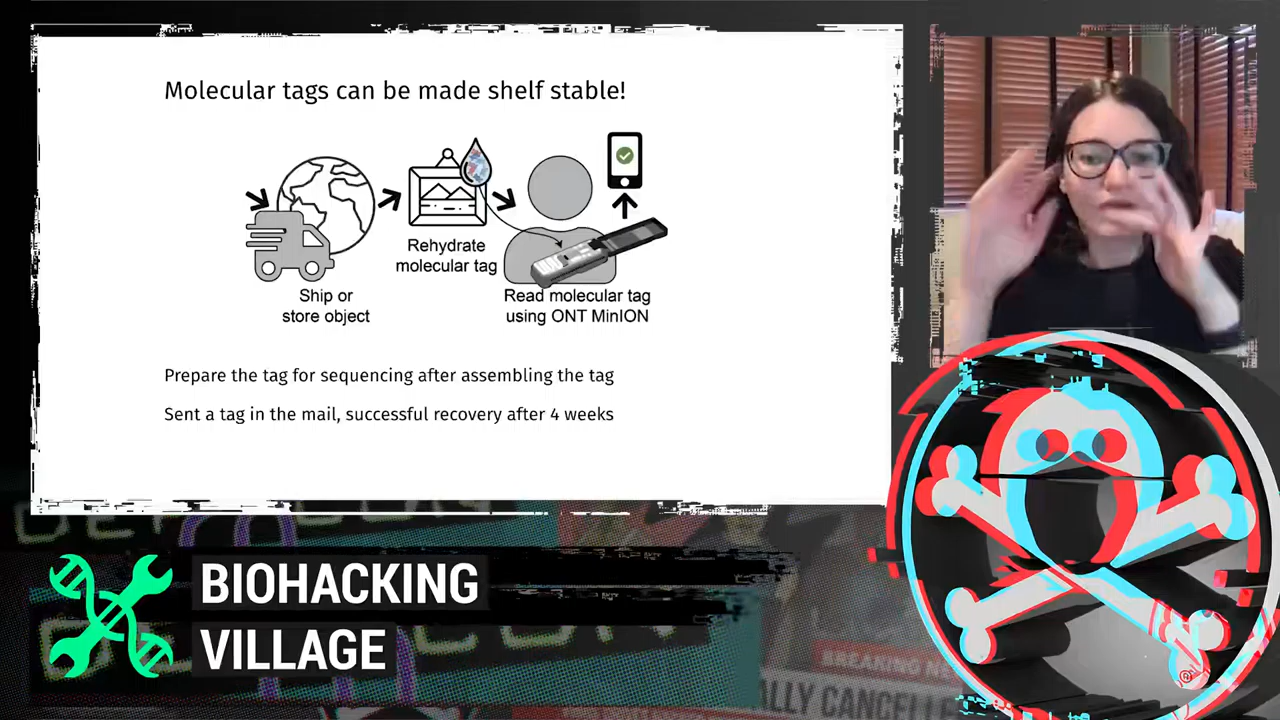 Molecular tags can be made shelf stable!
Rehydrate
molecular tag
Ship or
store object
Read molecular tag
using ONT MinION
Prepare the tag for sequencing after assembling the tag
Sent a tag in the mail, successful recovery after 4 weeks
BIOHACKING
VILLAGE
BREAKING NE
ALLY CANCELLE